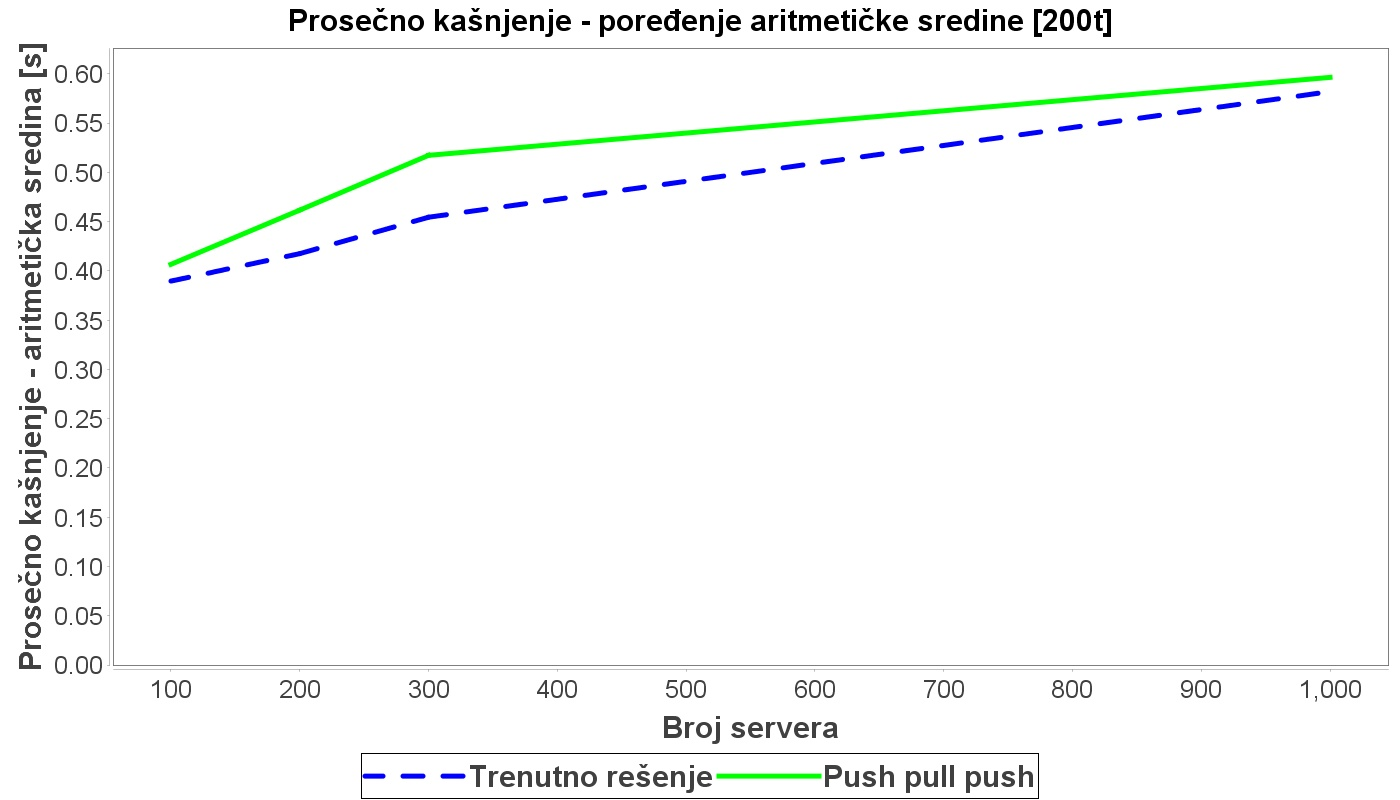 Prosečno kašnjenje - poređenje aritmetičke sredine [200t]
Prosečno kašnjenje - aritmetička sredina [s]
0.60
0.55
0.50
0.45
0.40
0.35
0.30
0.25
0.20
0.15
0.10
0.05
0.00
100 200 300 400 500 600 700 800 900 1,000
Broj servera
Trenutno rešenje Push pull push